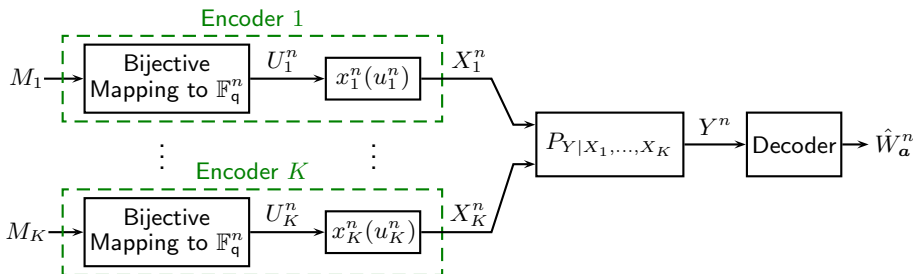 Encoder 1
M_1
Bijective
Mapping to 𝔽_q^n
U_1^n
x_1^n(u_1^n)
X_1^n
⋮ ⋮
P_{Y|X_1,...,X_K}
Y^n
Decoder
Ŵ_a^n
Encoder K
M_K
Bijective
Mapping to 𝔽_q^n
U_K^n
x_K^n(u_K^n)
X_K^n